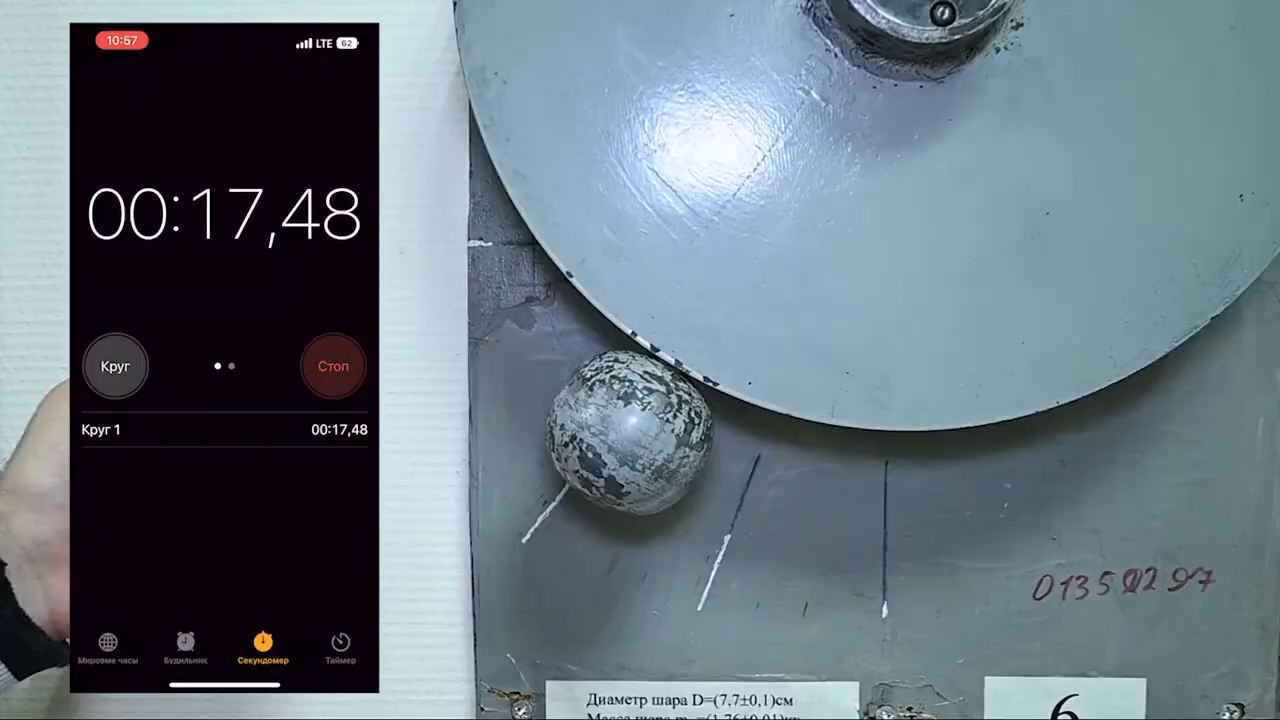 10:57
LTE 62
00:17,48
Круг
Стоп
Круг 1 00:17,48
Мировые часы Будильник Секундомер Таймер
Диаметр шара D=(7,7±0,1)см
6